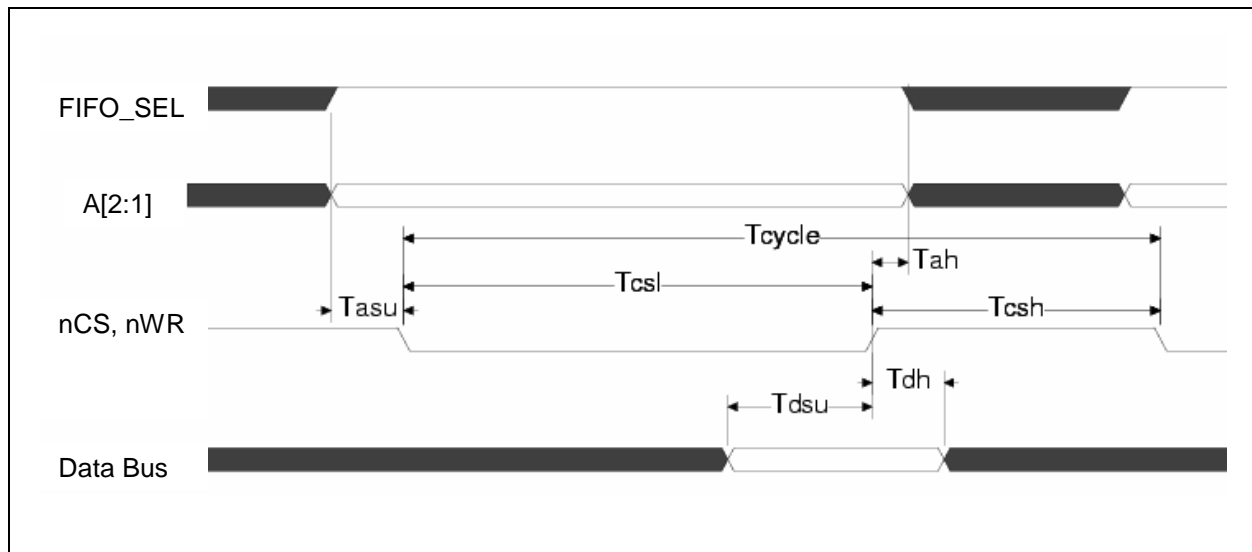 FIFO_SEL
A[2:1]
Tcycle
Tah
Tcsl
Tasu
Tcsh
nCS, nWR
Tdh
Tdsu
Data Bus